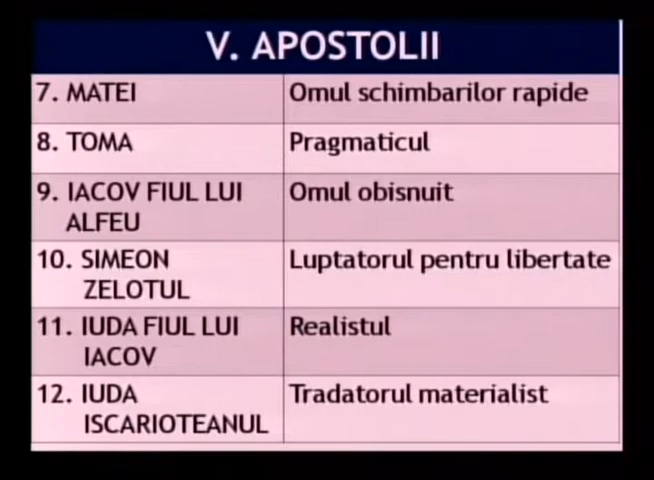 V. APOSTOLII
7. MATEI
Omul schimbarilor rapide
8. TOMA
Pragmaticul
9. IACOV FIUL LUI
ALFEU
Omul obisnuit
10. SIMEON
ZELOTUL
Luptatorul pentru libertate
11. IUDA FIUL LUI
IACOV
Realistul
12. IUDA
ISCARIOTEANUL
Tradatorul materialist